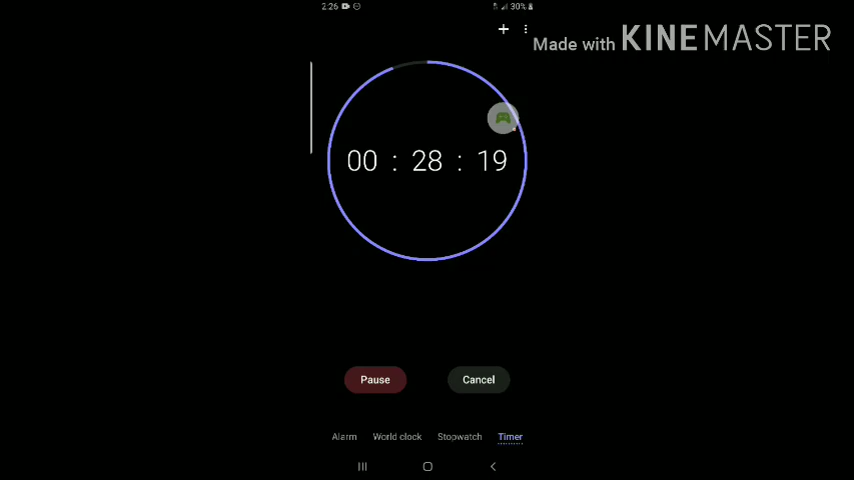 2:26
30%
+
Made with KINEMASTER
00 : 28 : 19
Pause
Cancel
Alarm
World clock
Stopwatch
Timer